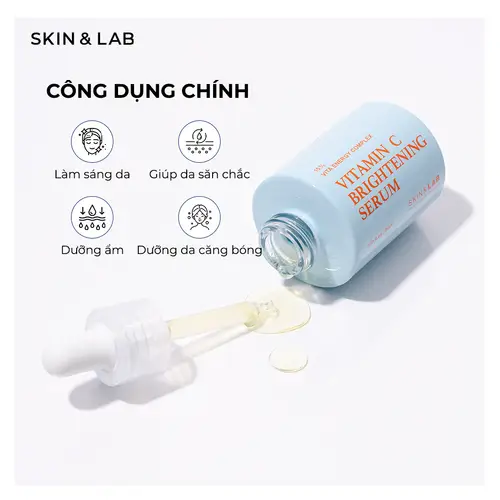 SKIN & LAB
CÔNG DỤNG CHÍNH
Làm sáng da
Giúp da săn chắc
Dưỡng ẩm
Dưỡng da căng bóng
VITA ENERGY COMPLEX
VITAMIN C
BRIGHTENING
SERUM
SKIN&LAB